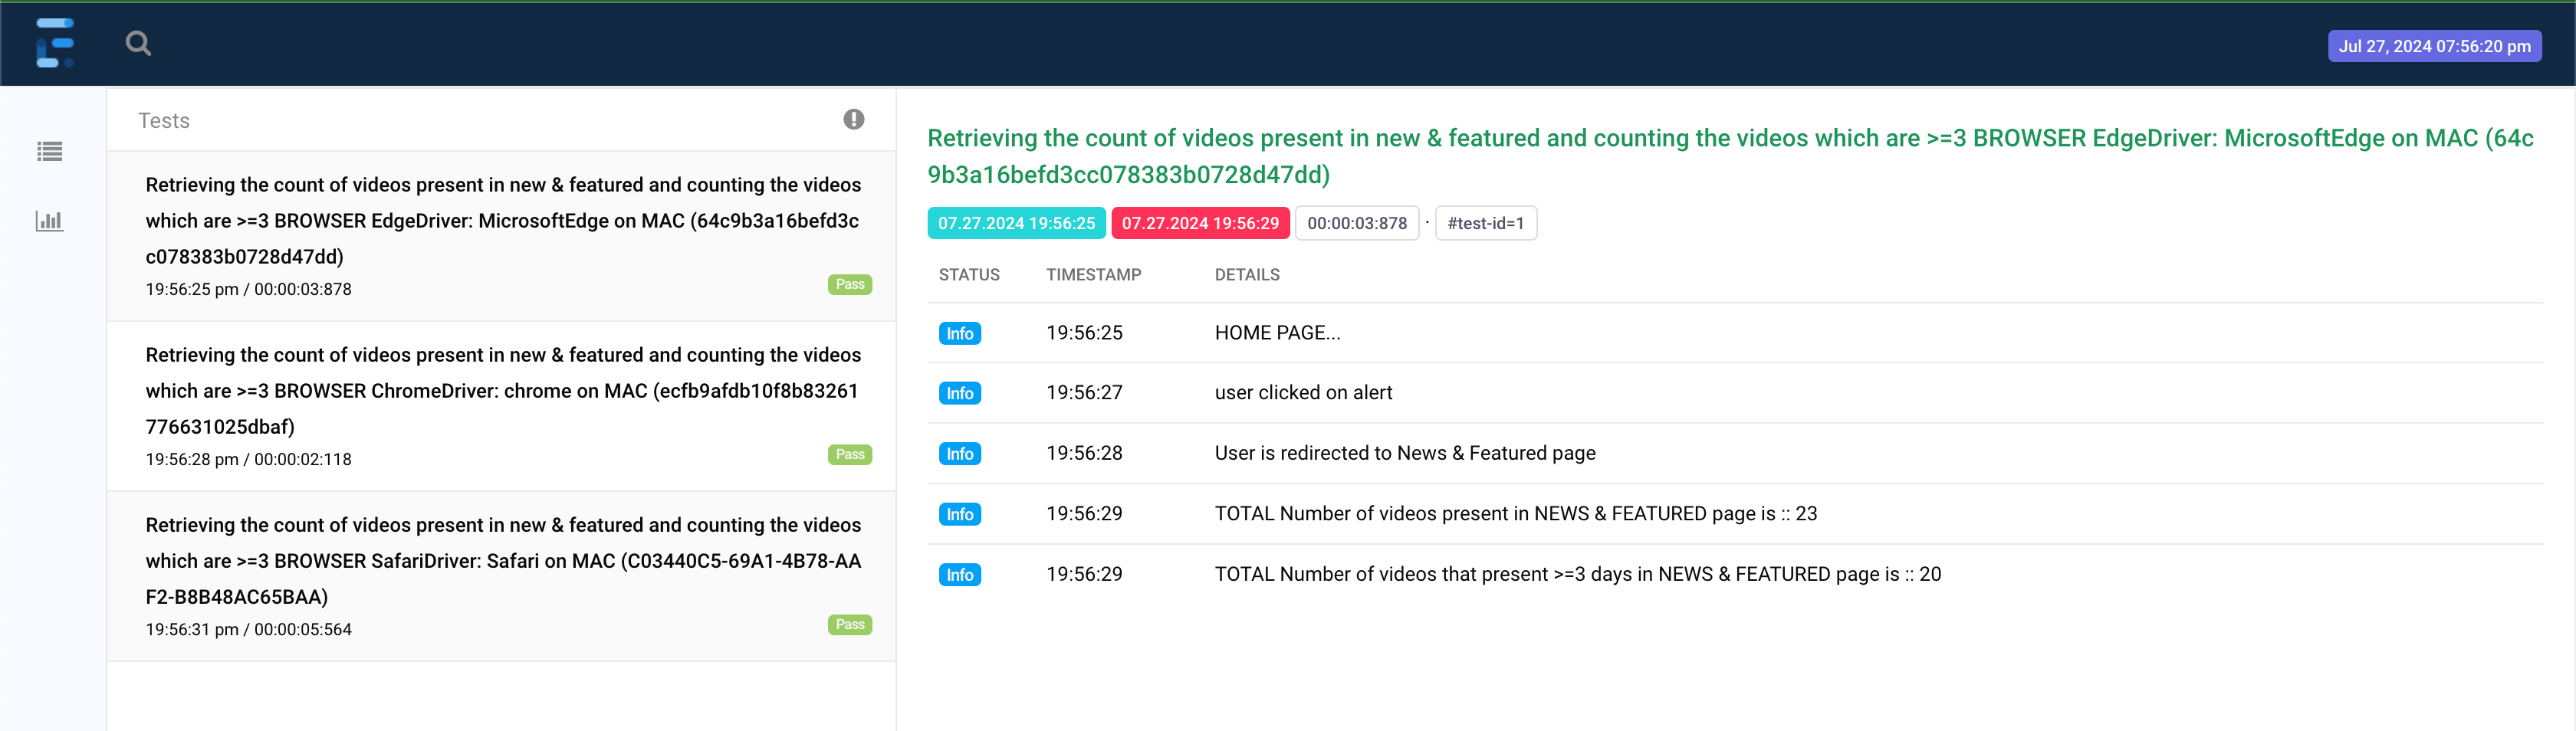 Jul 27, 2024 07:56:20 pm
Tests
Retrieving the count of videos present in new & featured and counting the videos
which are >=3 BROWSER EdgeDriver: MicrosoftEdge on MAC (64c9b3a16befd3c
c078383b0728d47dd)
19:56:25 pm / 00:00:03:878
Pass
Retrieving the count of videos present in new & featured and counting the videos
which are >=3 BROWSER ChromeDriver: chrome on MAC (ecfb9afdb10f8b83261
776631025dbaf)
19:56:28 pm / 00:00:02:118
Pass
Retrieving the count of videos present in new & featured and counting the videos
which are >=3 BROWSER SafariDriver: Safari on MAC (C03440C5-69A1-4B78-AA
F2-B8B48AC65BAA)
19:56:31 pm / 00:00:05:564
Pass
Retrieving the count of videos present in new & featured and counting the videos which are >=3 BROWSER EdgeDriver: MicrosoftEdge on MAC (64c
9b3a16befd3cc078383b0728d47dd)
07.27.2024 19:56:25 07.27.2024 19:56:29 00:00:03:878 · #test-id=1
STATUS TIMESTAMP DETAILS
Info 19:56:25 HOME PAGE...
Info 19:56:27 user clicked on alert
Info 19:56:28 User is redirected to News & Featured page
Info 19:56:29 TOTAL Number of videos present in NEWS & FEATURED page is :: 23
Info 19:56:29 TOTAL Number of videos that present >=3 days in NEWS & FEATURED page is :: 20